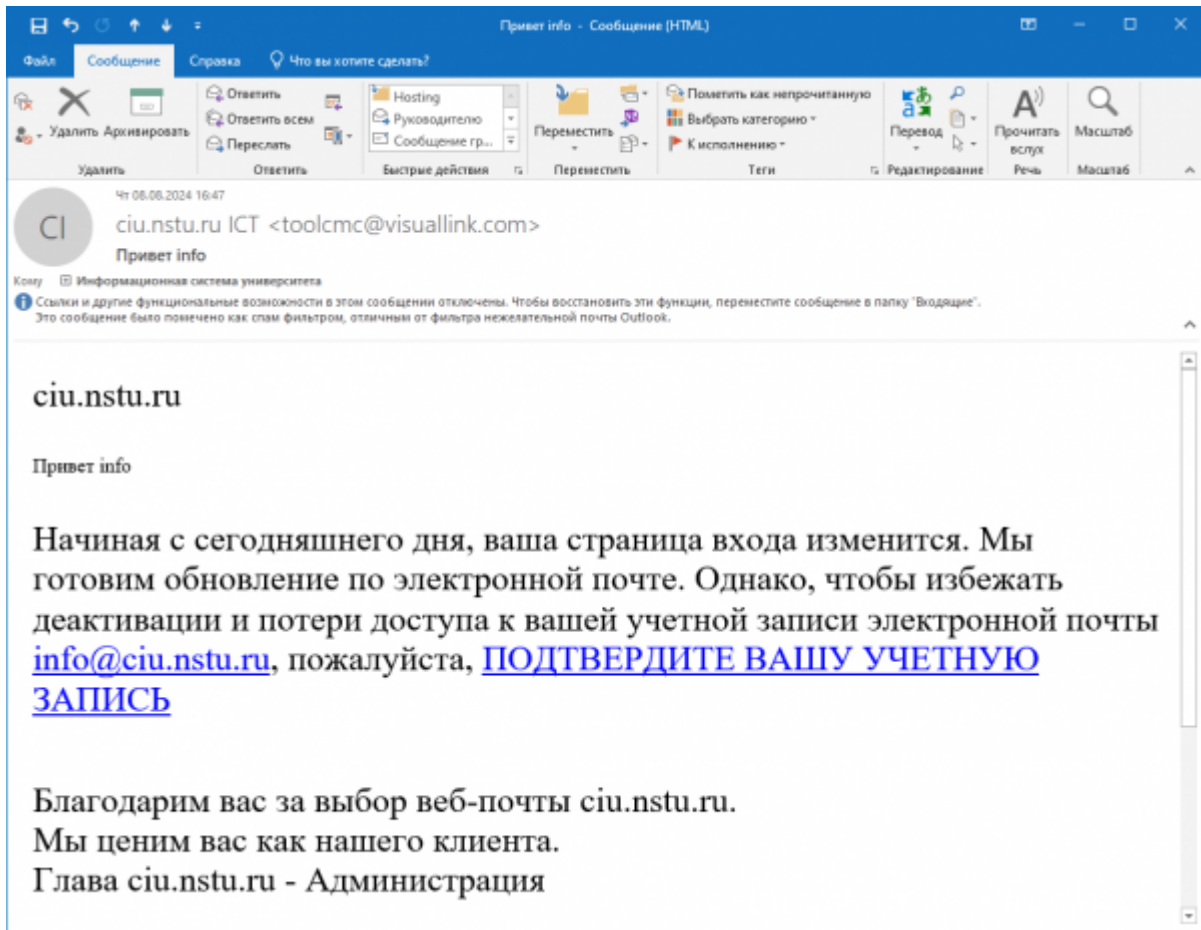 Привет info - Сообщение (HTML)
Файл Сообщение Справка Что вы хотите сделать?
Удалить Архивировать
Удалить
Ответить
Ответить всем
Переслать
Ответить
Hosting
Руководителю
Сообщение гр...
Быстрые действия
Переместить
Переместить
Пометить как непрочитанную
Выбрать категорию
К исполнению
Теги
Перевод
Редактирование
Прочитать вслух
Речь
Масштаб
Масштаб
Чт 08.08.2024 16:47
CI
ciu.nstu.ru ICT <toolcmc@visuallink.com>
Привет info
Кому Информационная система университета
Ссылки и другие функциональные возможности в этом сообщении отключены. Чтобы восстановить эти функции, переместите сообщение в папку "Входящие".
Это сообщение было помечено как спам фильтром, отличным от фильтра нежелательной почты Outlook.
ciu.nstu.ru
Привет info
Начиная с сегодняшнего дня, ваша страница входа изменится. Мы
готовим обновление по электронной почте. Однако, чтобы избежать
деактивации и потери доступа к вашей учетной записи электронной почты
info@ciu.nstu.ru, пожалуйста, ПОДТВЕРДИТЕ ВАШУ УЧЕТНУЮ
ЗАПИСЬ
Благодарим вас за выбор веб-почты ciu.nstu.ru.
Мы ценим вас как нашего клиента.
Глава ciu.nstu.ru - Администрация